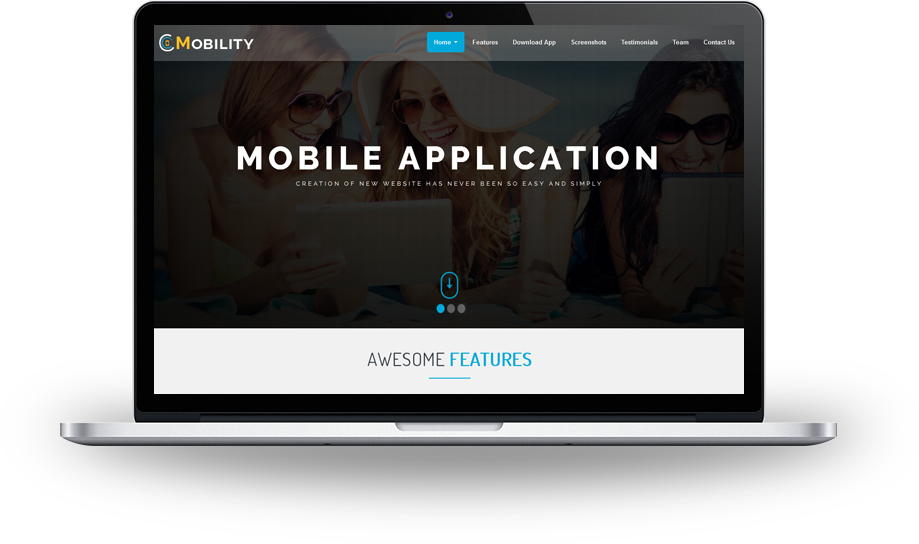 MOBILITY
Home Features Download App Screenshots Testimonials Team Contact Us
MOBILE APPLICATION
CREATION OF NEW WEBSITE HAS NEVER BEEN SO EASY AND SIMPLY
AWESOME FEATURES